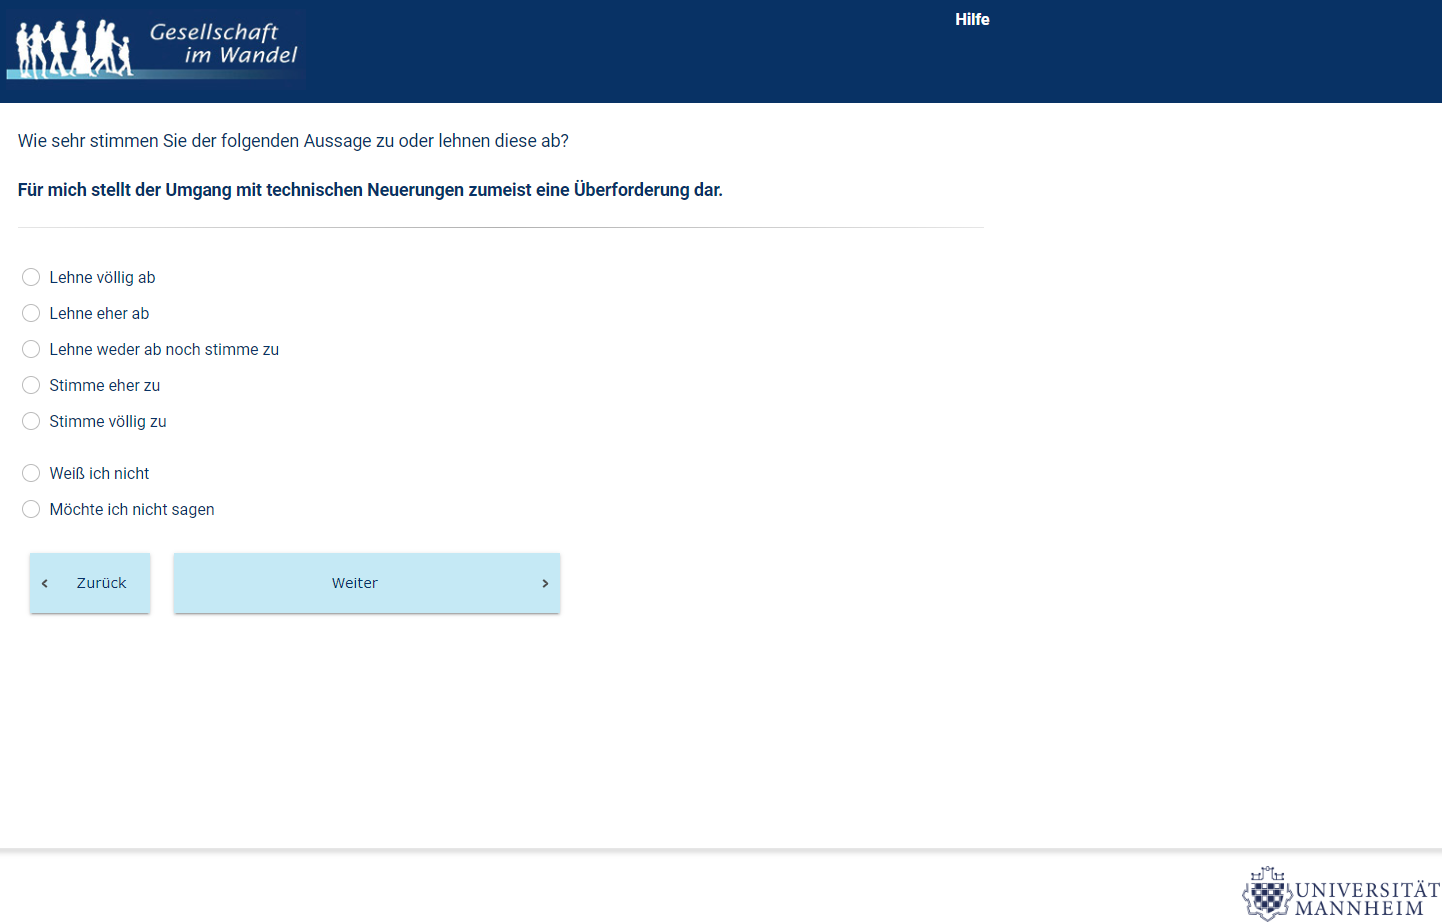 Gesellschaft
im Wandel
Hilfe
Wie sehr stimmen Sie der folgenden Aussage zu oder lehnen diese ab?
Für mich stellt der Umgang mit technischen Neuerungen zumeist eine Überforderung dar.
Lehne völlig ab
Lehne eher ab
Lehne weder ab noch stimme zu
Stimme eher zu
Stimme völlig zu
Weiß ich nicht
Möchte ich nicht sagen
Zurück
Weiter
UNIVERSITÄT
MANNHEIM